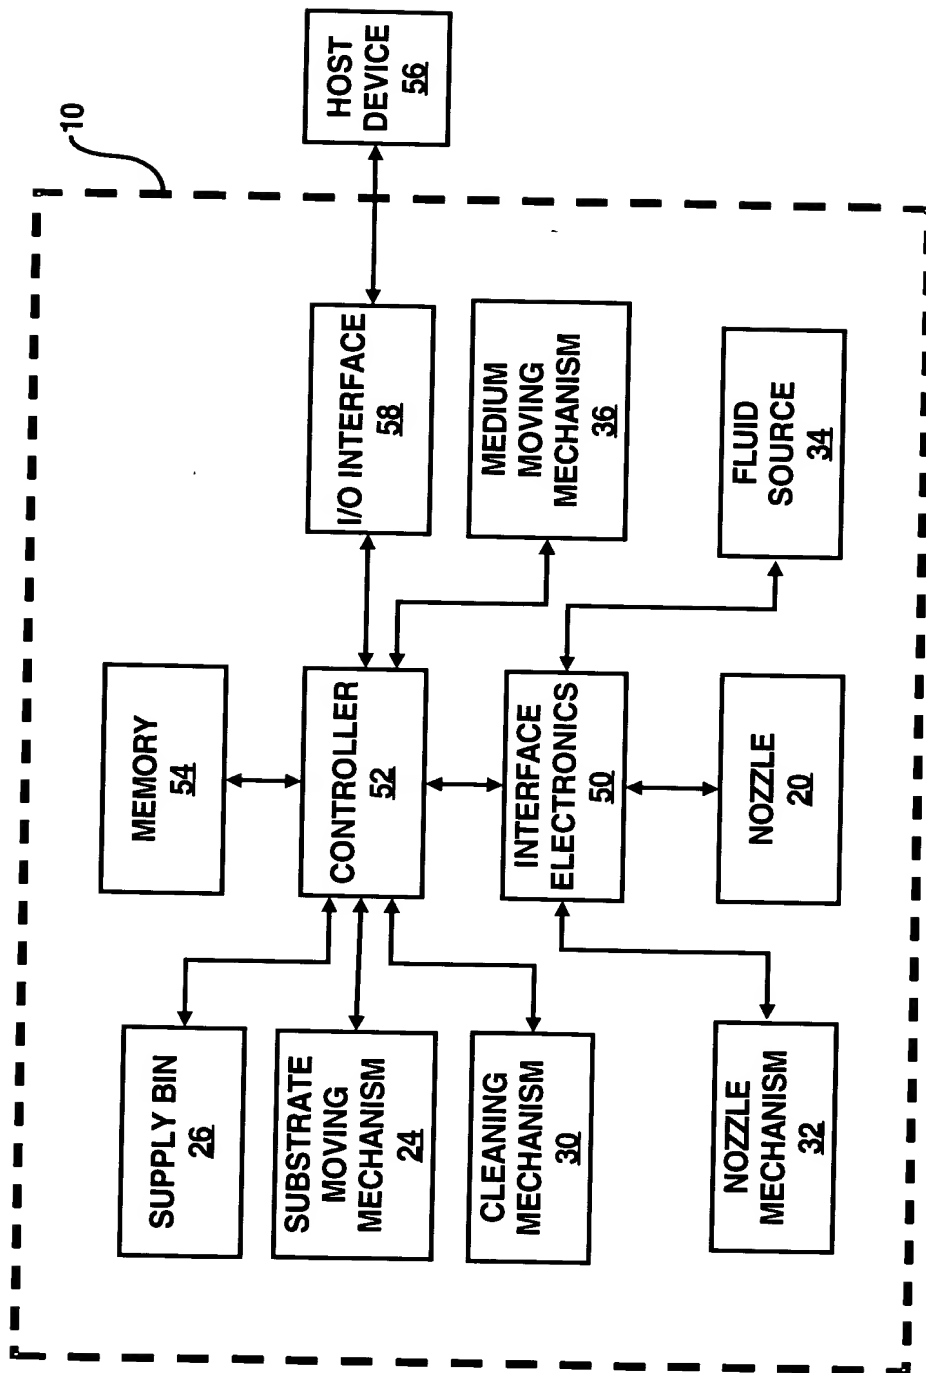 10
HOST
DEVICE
56
MEMORY
54
SUPPLY BIN
26
SUBSTRATE
MOVING
MECHANISM
24
CONTROLLER
52
I/O INTERFACE
58
CLEANING
MECHANISM
30
INTERFACE
ELECTRONICS
50
MEDIUM
MOVING
MECHANISM
36
NOZZLE
MECHANISM
32
NOZZLE
20
FLUID
SOURCE
34